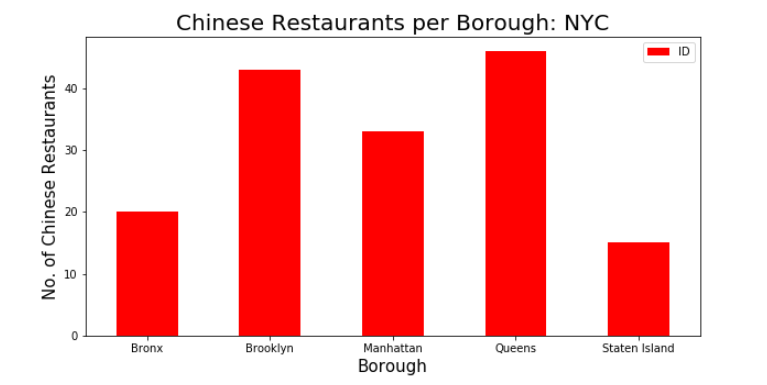 Chinese Restaurants per Borough: NYC
ID
No. of Chinese Restaurants
40
30
20
10
0
Bronx
Brooklyn
Manhattan
Queens
Staten Island
Borough